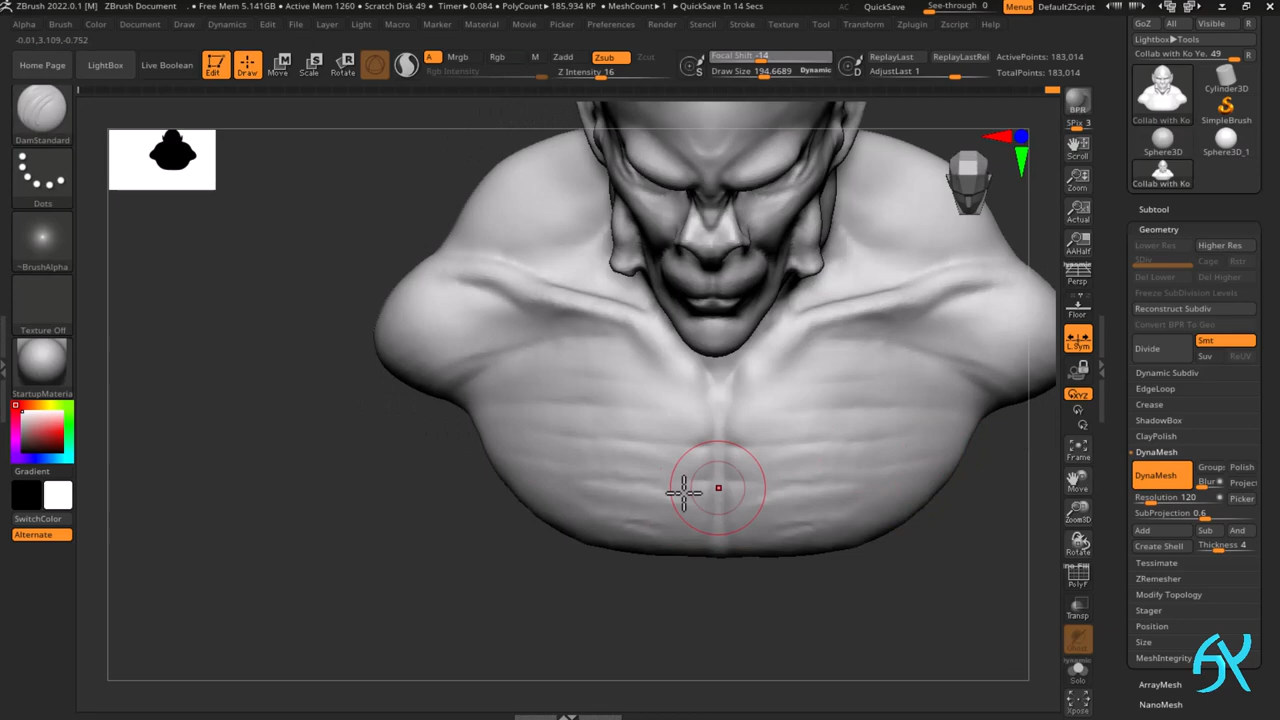 ZBrush 2022.0.1 [M] ZBrush Document . • Free Mem 5.141GB • Active Mem 1260 • Scratch Disk 49 • Timer▸0.084 • PolyCount▸185.934 KP • MeshCount▸1 • QuickSave In 14 Secs AC QuickSave See-through 0 Menus DefaultZScript
Alpha Brush Color Document Draw Dynamics Edit File Layer Light Macro Marker Material Movie Picker Preferences Render Stencil Stroke Texture Tool Transform Zplugin Zscript Help
-0.01,3.109,-0.752
Home Page LightBox Live Boolean Edit Draw Move Scale Rotate A Mrgb Rgb M Zadd Zsub Zcut
Rgb Intensity Z Intensity 16
S Focal Shift -14
Draw Size 194.6689 Dynamic
D ReplayLast ReplayLastRel
AdjustLast 1
ActivePoints: 183,014
TotalPoints: 183,014
DamStandard
Dots
~BrushAlpha
Texture Off
StartupMateria
Gradient
SwitchColor
Alternate
BPR
SPix 3
Scroll
Zoom
Actual
AAHalf
Dynamic
Persp
Floor
L.Sym
XYZ
Y
Z
Frame
Move
Zoom3D
Rotate
PolyF
Transp
Ghost
Dynamic
Solo
Xpose
GoZ All Visible R
Lightbox▶Tools
Collab with Ko Ye. 49 R
Collab with Ko Cylinder3D
SimpleBrush
Sphere3D Sphere3D_1
Collab with Ko
Subtool
Geometry
Lower Res Higher Res
SDiv Cage Rstr
Del Lower Del Higher
Freeze SubDivision Levels
Reconstruct Subdiv
Convert BPR To Geo
Divide Smt
Suv ReUV
Dynamic Subdiv
EdgeLoop
Crease
ShadowBox
ClayPolish
DynaMesh
DynaMesh Groups Polish
Blur Projec
Resolution 120 Picker
SubProjection 0.6
Add Sub And
Create Shell Thickness 4
Tessimate
ZRemesher
Modify Topology
Stager
Position
Size
MeshIntegrity
ArrayMesh
NanoMesh